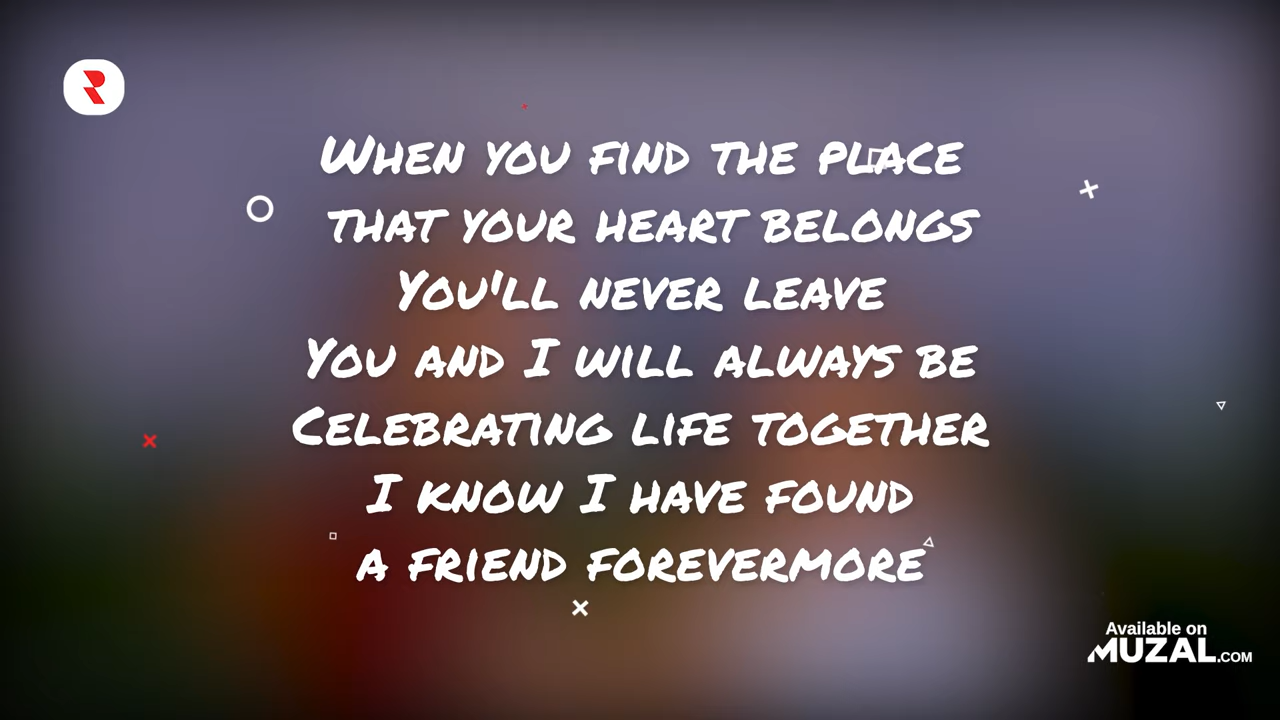 When you find the place
that your heart belongs
You'll never leave
You and I will always be
Celebrating life together
I know I have found
a friend forevermore
Available on
MUZAL.COM